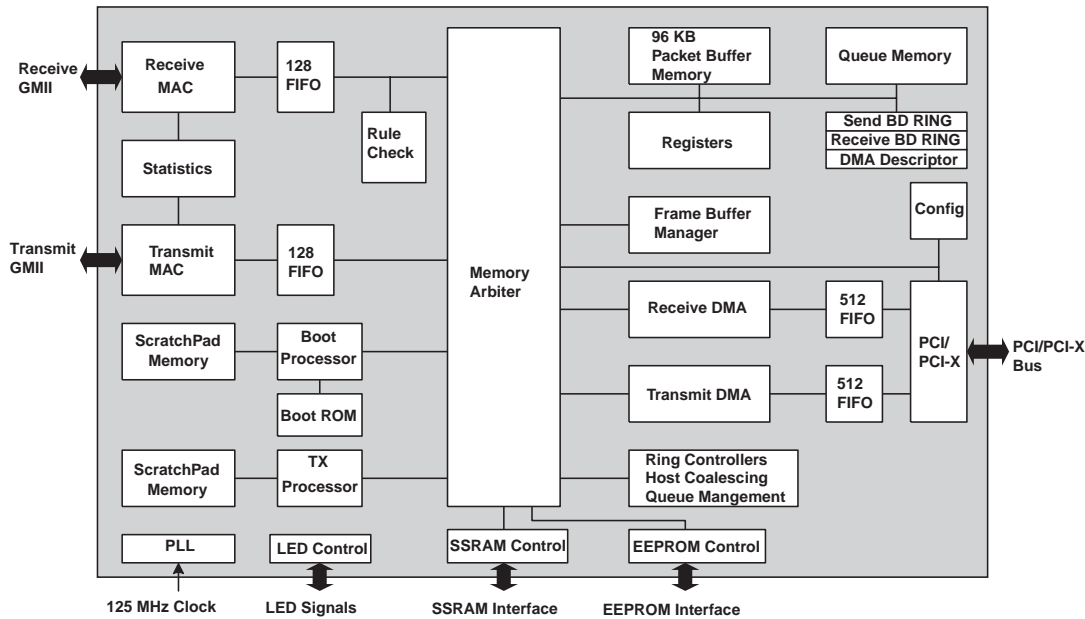 Receive
GMII
Receive
MAC
128
FIFO
Rule
Check
Statistics
Transmit
GMII
Transmit
MAC
128
FIFO
ScratchPad
Memory
Boot
Processor
Boot ROM
ScratchPad
Memory
TX
Processor
PLL
LED Control
Memory
Arbiter
96 KB
Packet Buffer
Memory
Queue Memory
Registers
Send BD RING
Receive BD RING
DMA Descriptor
Frame Buffer
Manager
Config
Receive DMA
512
FIFO
Transmit DMA
512
FIFO
PCI/
PCI-X
PCI/PCI-X
Bus
Ring Controllers
Host Coalescing
Queue Mangement
SSRAM Control
EEPROM Control
125 MHz Clock
LED Signals
SSRAM Interface
EEPROM Interface